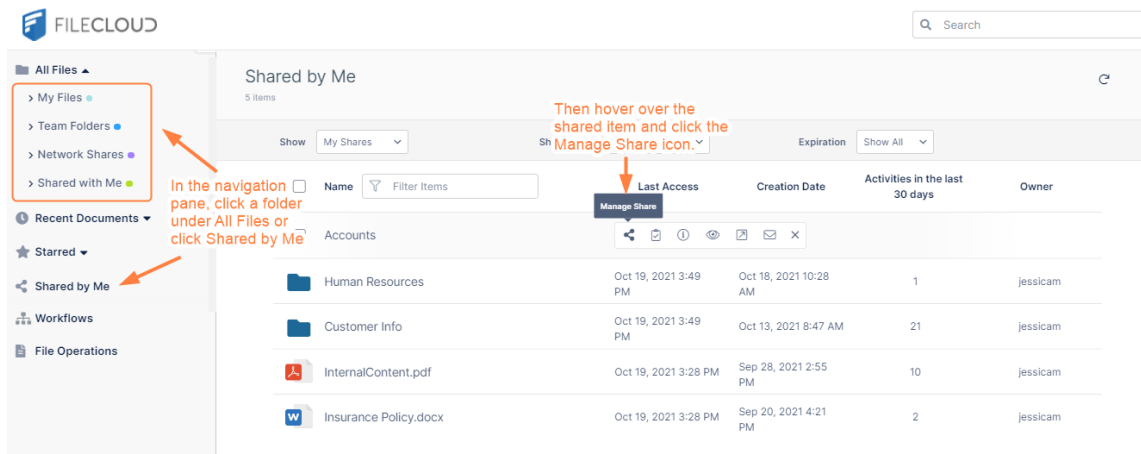 FILECLOUD
Search
All Files
My Files
Team Folders
Network Shares
Shared with Me
Recent Documents
Starred
Shared by Me
Workflows
File Operations
In the navigation
pane, click a folder
under All Files or
click Shared by Me
Shared by Me
5 items
Then hover over the
shared item and click the
Manage Share icon.
Show My Shares Sh Expiration Show All
Name Filter Items Last Access Creation Date Activities in the last
30 days Owner
Manage Share
Accounts
Human Resources Oct 19, 2021 3:49
PM Oct 18, 2021 10:28
AM 1 jessicam
Customer Info Oct 19, 2021 3:49
PM Oct 13, 2021 8:47 AM 21 jessicam
InternalContent.pdf Oct 19, 2021 3:28 PM Sep 28, 2021 2:55
PM 10 jessicam
Insurance Policy.docx Oct 19, 2021 3:28 PM Sep 20, 2021 4:21
PM 2 jessicam